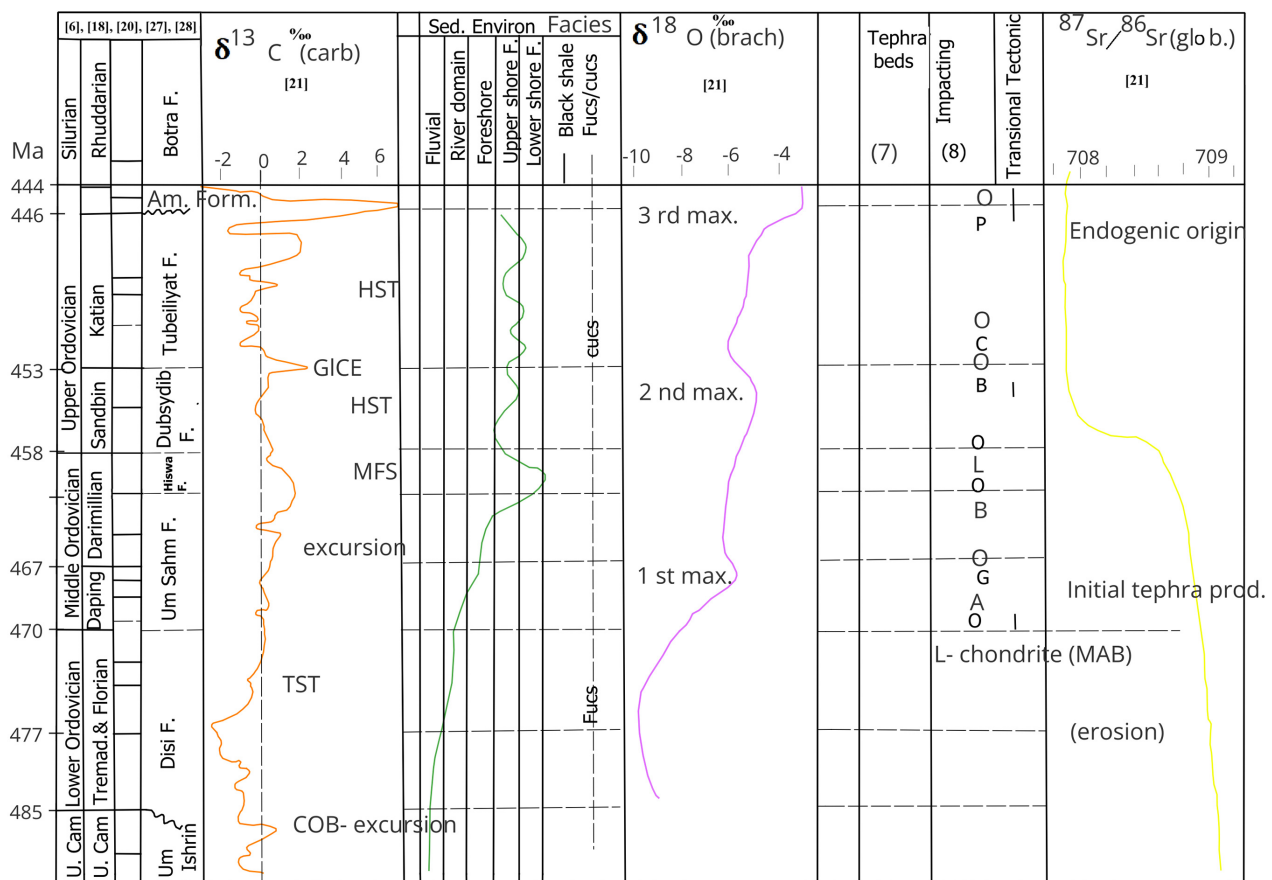 [6], [18], [20], [27], [28]
Silurian
Rhuddarian
Botra F.
δ13 C ‰ (carb)
[21]
-2 0 2 4 6
Sed. Environ Facies
Fluvial
River domain
Foreshore
Upper shore F.
Lower shore F.
Black shale
Fucs/cucs
δ18 O ‰ (brach)
[21]
-10 -8 -6 -4
Tephra
beds
(7)
Impacting
(8)
Transional Tectonic
87Sr/86Sr(glob.)
[21]
708 709
Ma
444
446
453
458
467
470
477
485
Upper Ordovician
Middle Ordovician
Lower Ordovician
U. Cam
Katian
Sandbin
Darimillian
Daping
Tremad.& Florian
U. Cam
Am. Form.
Tubeiliyat F.
Dubsydib
F.
Hiswa
F.
Um Sahm F.
Disi F.
Um
Ishrin
HST
GICE
HST
MFS
excursion
TST
COB- excursion
cucs
Fucs
3 rd max.
2 nd max.
1 st max.
O
P
O
C
O
B
O
L
O
B
O
G
A
O
L- chondrite (MAB)
Endogenic origin
Initial tephra prod.
(erosion)